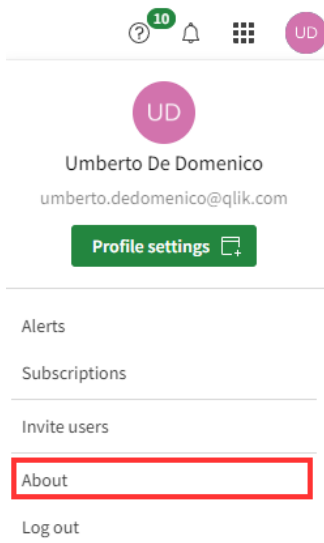 ? 10 UD
UD
Umberto De Domenico
umberto.dedomenico@qlik.com
Profile settings
Alerts
Subscriptions
Invite users
About
Log out